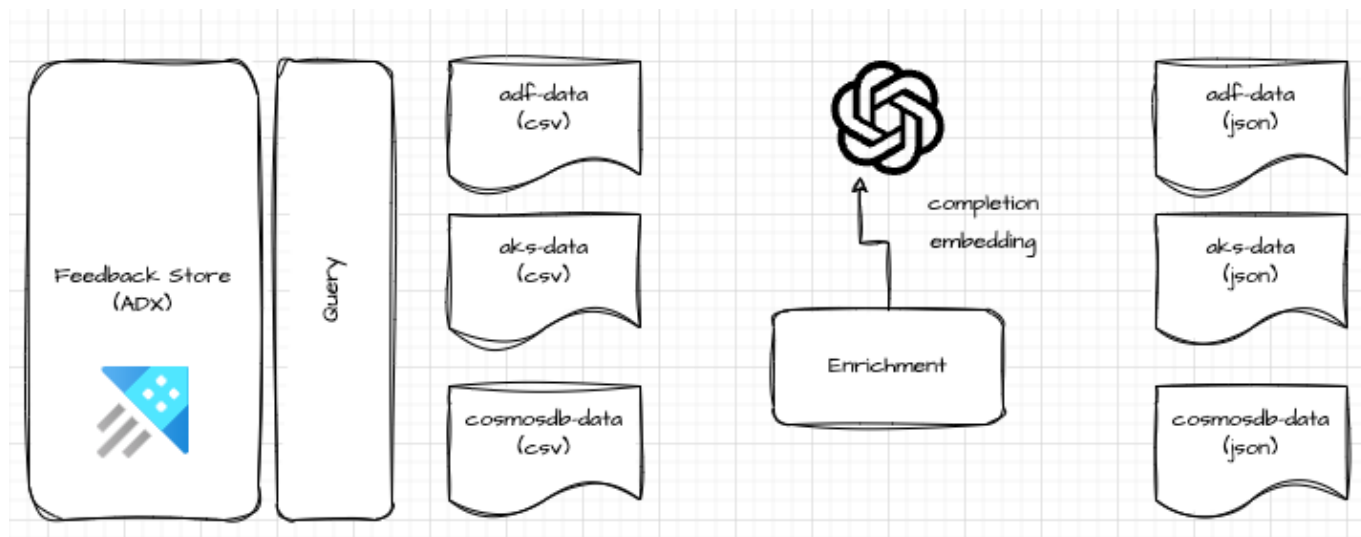 Feedback Store
(ADX)
Query
adf-data
(csv)
aks-data
(csv)
cosmosdb-data
(csv)
completion
embedding
Enrichment
adf-data
(json)
aks-data
(json)
cosmosdb-data
(json)